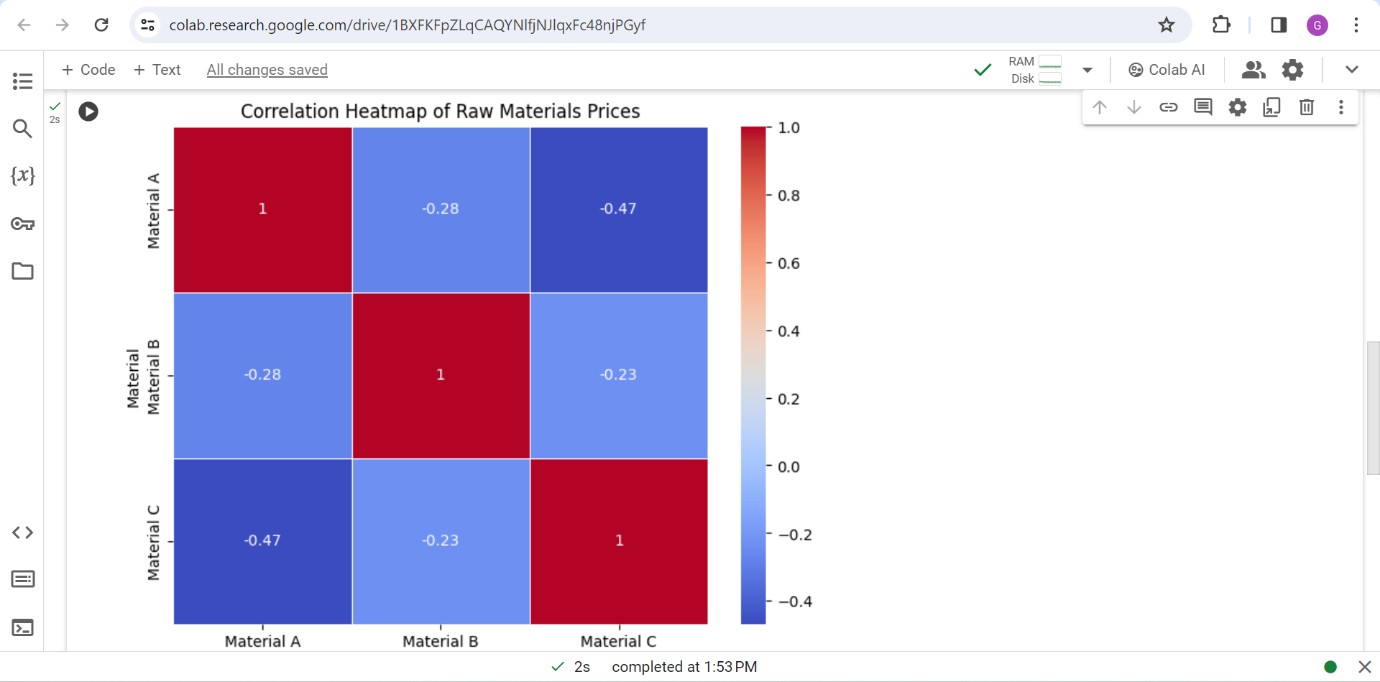 colab.research.google.com/drive/1BXFKFpZLqCAQYNlfjNJlqxFc48njPGyf
G
+ Code + Text All changes saved
RAM
Disk
Colab AI
2s
{x}
Correlation Heatmap of Raw Materials Prices
Material A
1 -0.28 -0.47
Material
Material B
-0.28 1 -0.23
Material C
-0.47 -0.23 1
Material A Material B Material C
1.0
0.8
0.6
0.4
0.2
0.0
−0.2
−0.4
2s completed at 1:53 PM